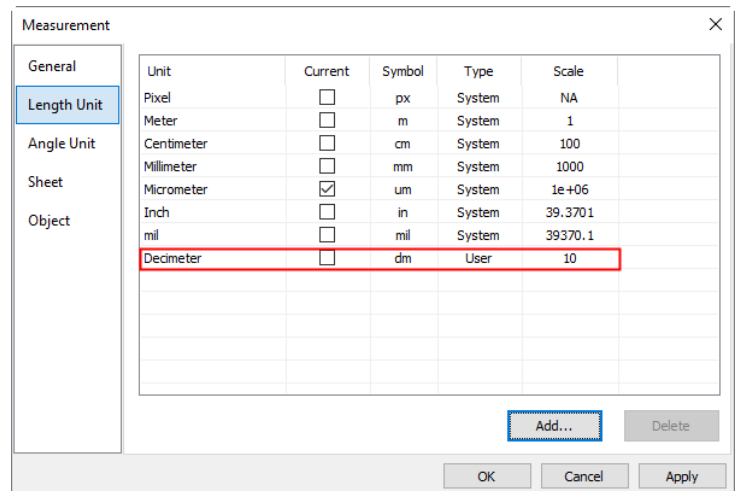 Measurement
General
Length Unit
Angle Unit
Sheet
Object
Unit Current Symbol Type Scale
Pixel px System NA
Meter m System 1
Centimeter cm System 100
Millimeter mm System 1000
Micrometer um System 1e+06
Inch in System 39.3701
mil mil System 39370.1
Decimeter dm User 10
Add... Delete
OK Cancel Apply